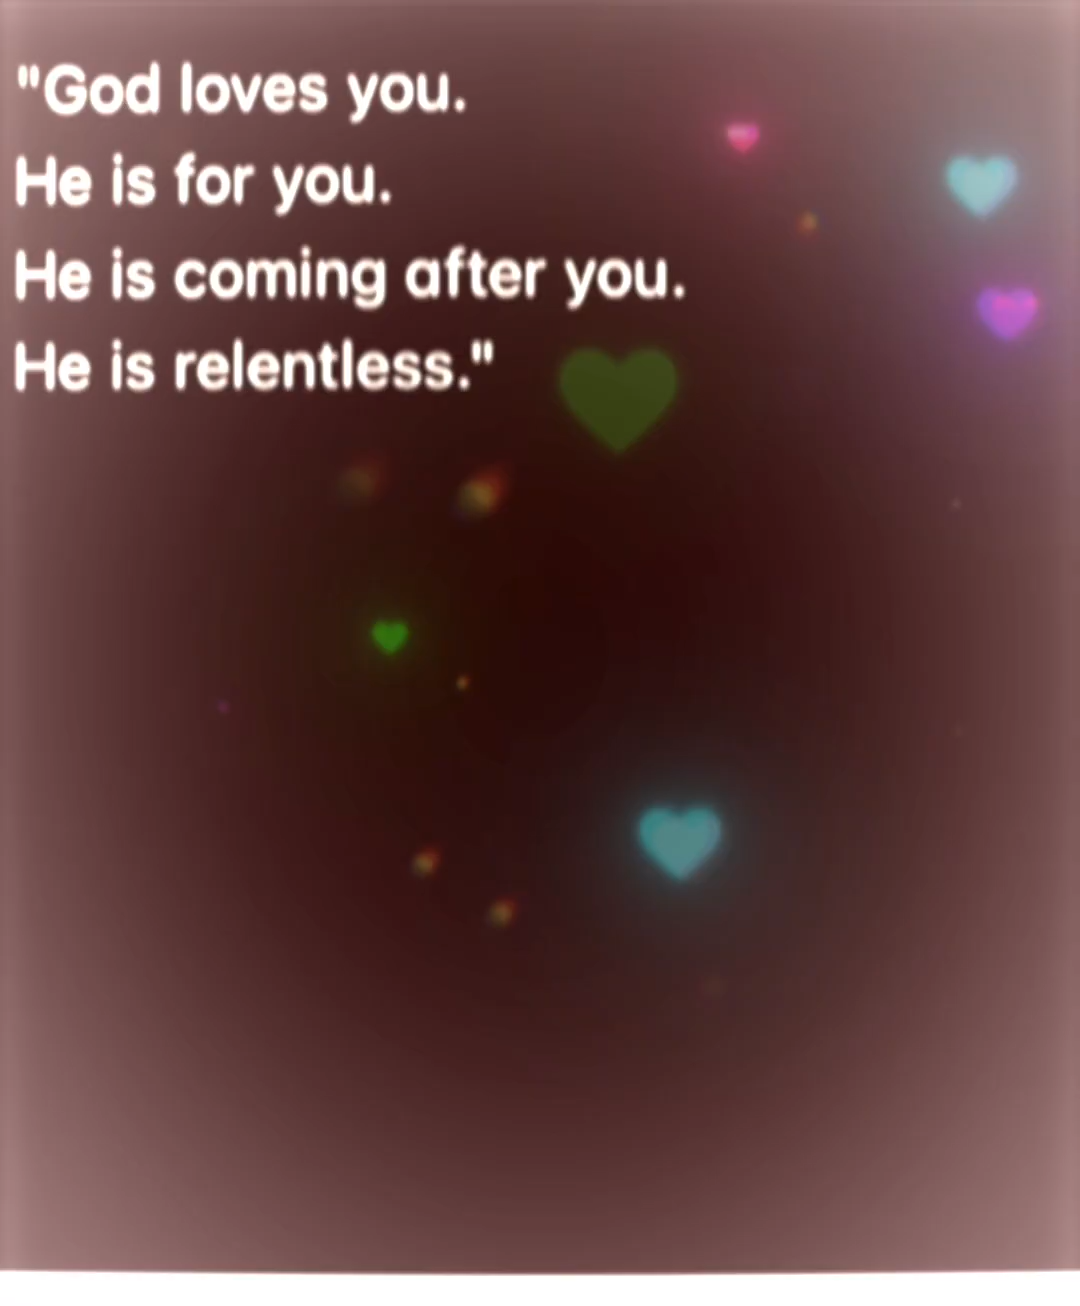 "God loves you.
He is for you.
He is coming after you.
He is relentless."